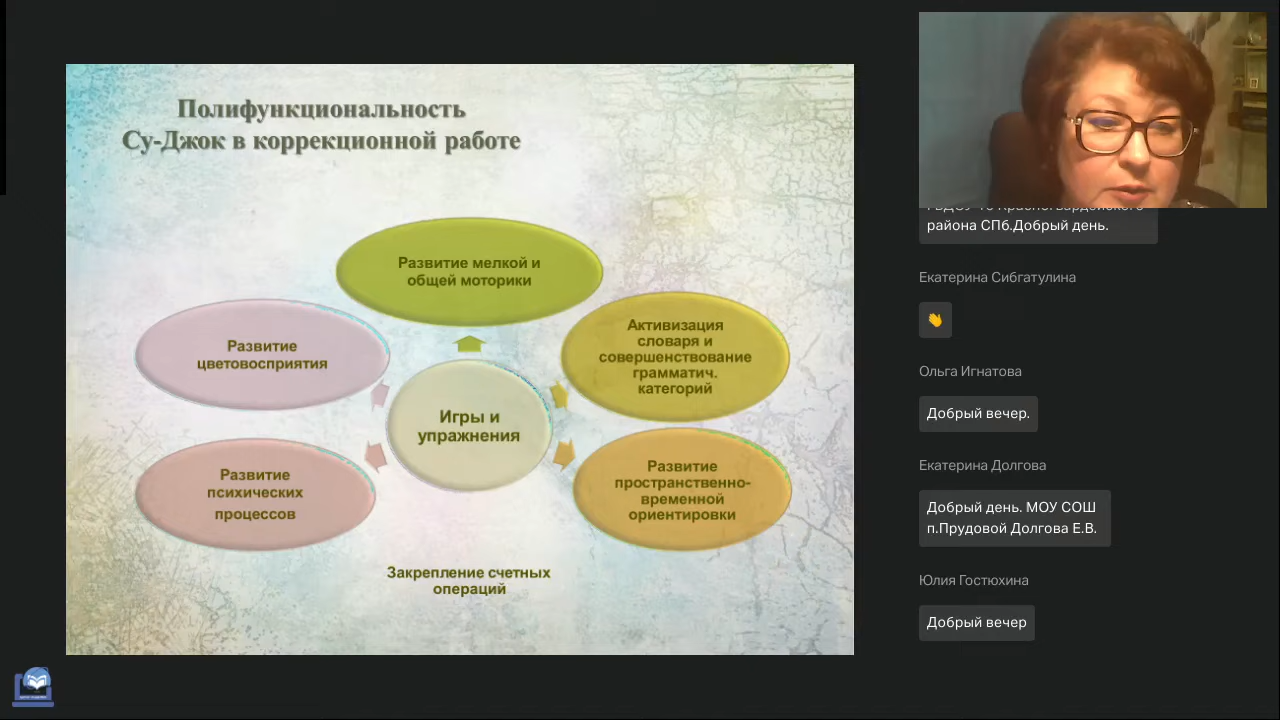 Полифункциональность
Су-Джок в коррекционной работе
Развитие мелкой и
общей моторики
Развитие
цветовосприятия
Активизация
словаря и
совершенствование
грамматич.
категорий
Игры и
упражнения
Развитие
психических
процессов
Развитие
пространственно-
временной
ориентировки
Закрепление счетных
операций
района СПб.Добрый день.
Екатерина Сибгатулина
👏
Ольга Игнатова
Добрый вечер.
Екатерина Долгова
Добрый день. МОУ СОШ
п.Прудовой Долгова Е.В.
Юлия Гостюхина
Добрый вечер